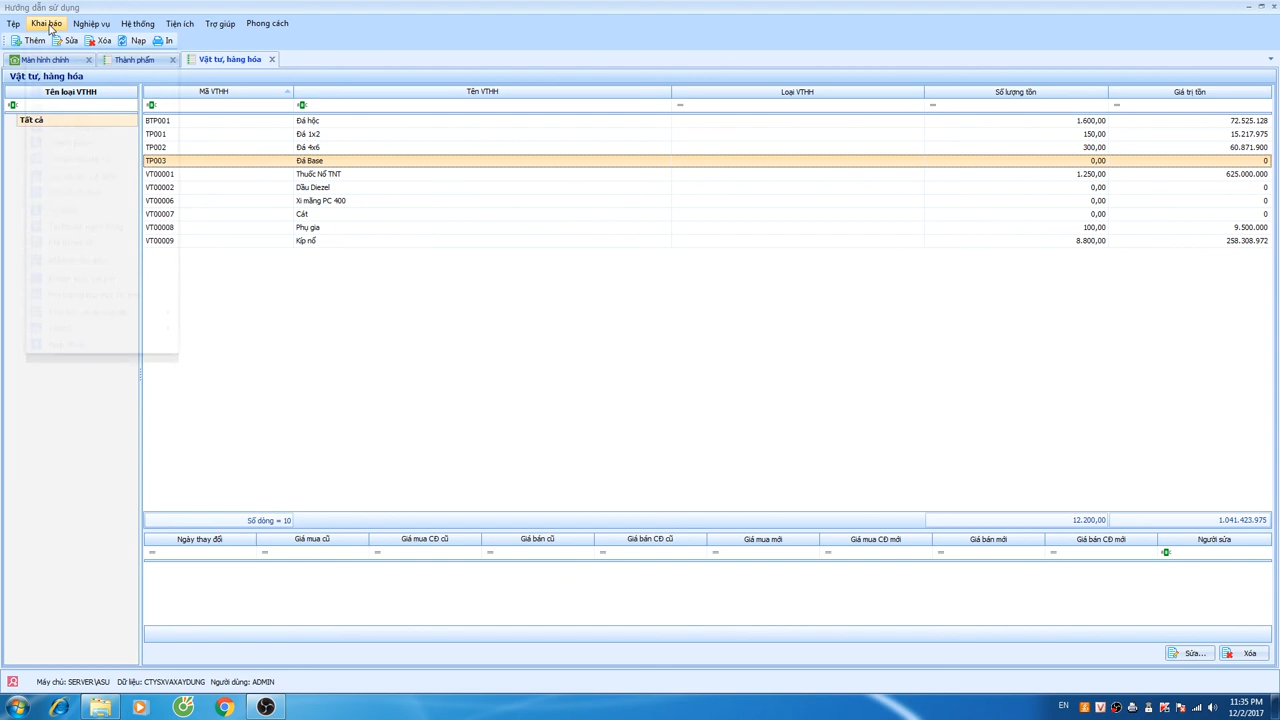 Hướng dẫn sử dụng
Tệp Khai báo Nghiệp vụ Hệ thống Tiện ích Trợ giúp Phong cách
Thêm Sửa Xóa Nạp In
Màn hình chính Thành phẩm Vật tư, hàng hóa
Vật tư, hàng hóa
Tên loại VTHH Mã VTHH Tên VTHH Loại VTHH Số lượng tồn Giá trị tồn
Tất cả
BTP001 Đá hộc 1.600,00 72.525.128
TP001 Đá 1x2 150,00 15.217.975
TP002 Đá 4x6 300,00 60.871.900
TP003 Đá Base 0,00 0
VT00001 Thuốc Nổ TNT 1.250,00 625.000.000
VT00002 Dầu Diezel 0,00 0
VT00006 Xi măng PC 400 0,00 0
VT00007 Cát 0,00 0
VT00008 Phụ gia 100,00 9.500.000
VT00009 Kíp nổ 8.800,00 258.308.972
Số dòng = 10 12.200,00 1.041.423.975
Ngày thay đổi Giá mua cũ Giá mua CĐ cũ Giá bán cũ Giá bán CĐ cũ Giá mua mới Giá mua CĐ mới Giá bán mới Giá bán CĐ mới Người sửa
Sửa... Xóa
Máy chủ: SERVER\ASU Dữ liệu: CTYSXVAXAYDUNG Người dùng: ADMIN
EN 11:35 PM
12/2/2017